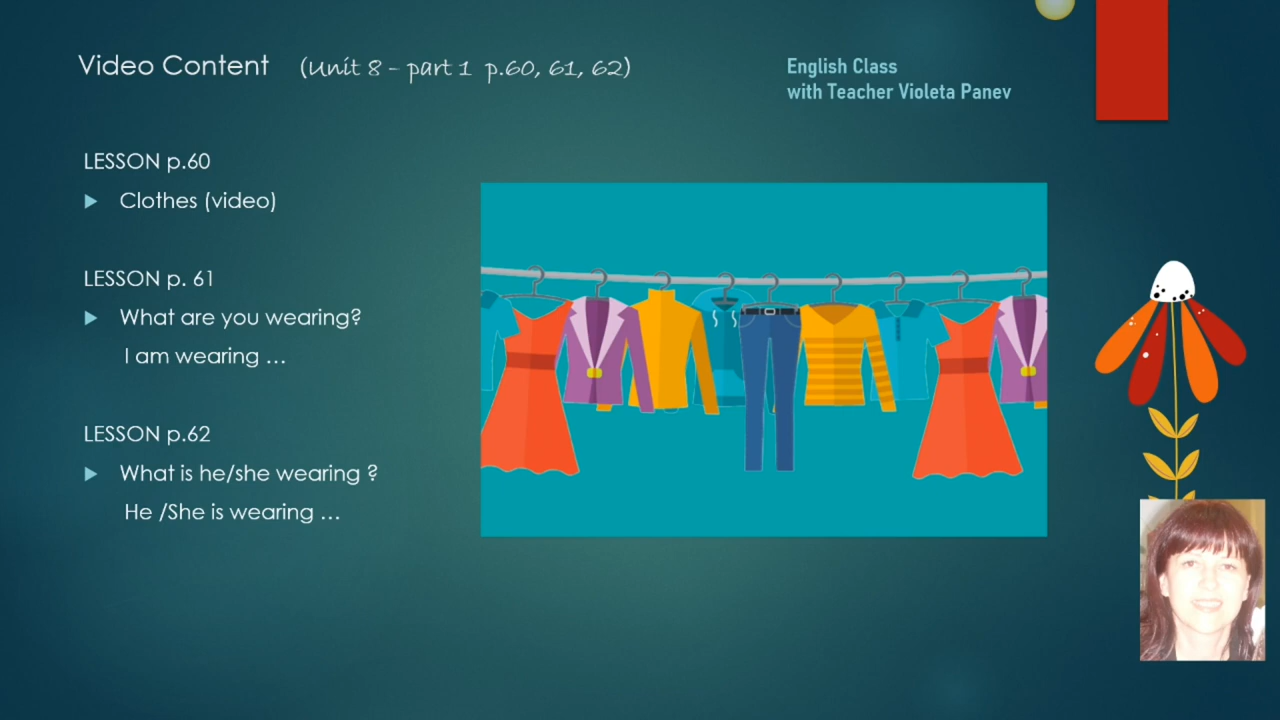 Video Content (Unit 8 – part 1 p.60, 61, 62)
English Class
with Teacher Violeta Panev
LESSON p.60
Clothes (video)
LESSON p. 61
What are you wearing?
I am wearing …
LESSON p.62
What is he/she wearing ?
He /She is wearing …